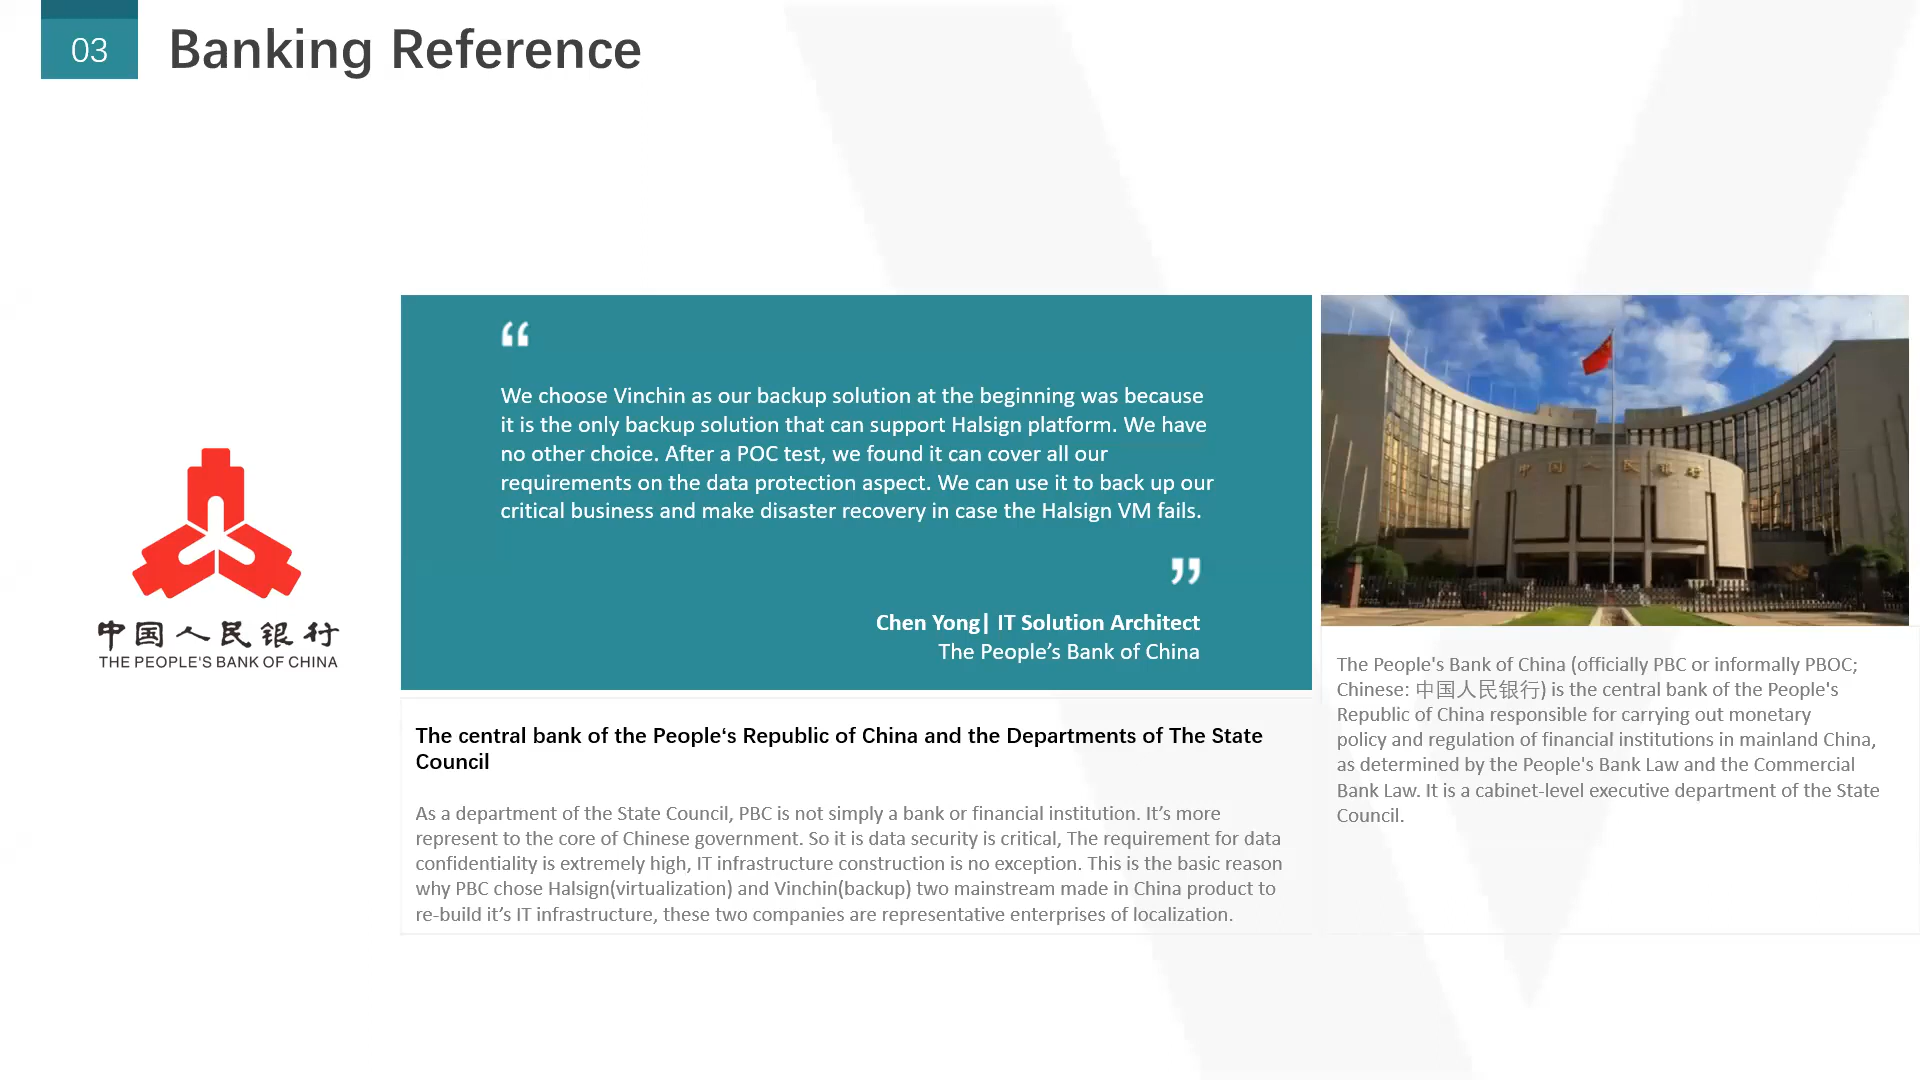 03
Banking Reference
“
We choose Vinchin as our backup solution at the beginning was because
it is the only backup solution that can support Halsign platform. We have
no other choice. After a POC test, we found it can cover all our
requirements on the data protection aspect. We can use it to back up our
critical business and make disaster recovery in case the Halsign VM fails.
”
Chen Yong| IT Solution Architect
The People’s Bank of China
中国人民银行
THE PEOPLE'S BANK OF CHINA
The central bank of the People‘s Republic of China and the Departments of The State
Council
As a department of the State Council, PBC is not simply a bank or financial institution. It’s more
represent to the core of Chinese government. So it is data security is critical, The requirement for data
confidentiality is extremely high, IT infrastructure construction is no exception. This is the basic reason
why PBC chose Halsign(virtualization) and Vinchin(backup) two mainstream made in China product to
re-build it’s IT infrastructure, these two companies are representative enterprises of localization.
中国人民银行
The People's Bank of China (officially PBC or informally PBOC;
Chinese: 中国人民银行) is the central bank of the People's
Republic of China responsible for carrying out monetary
policy and regulation of financial institutions in mainland China,
as determined by the People's Bank Law and the Commercial
Bank Law. It is a cabinet-level executive department of the State
Council.